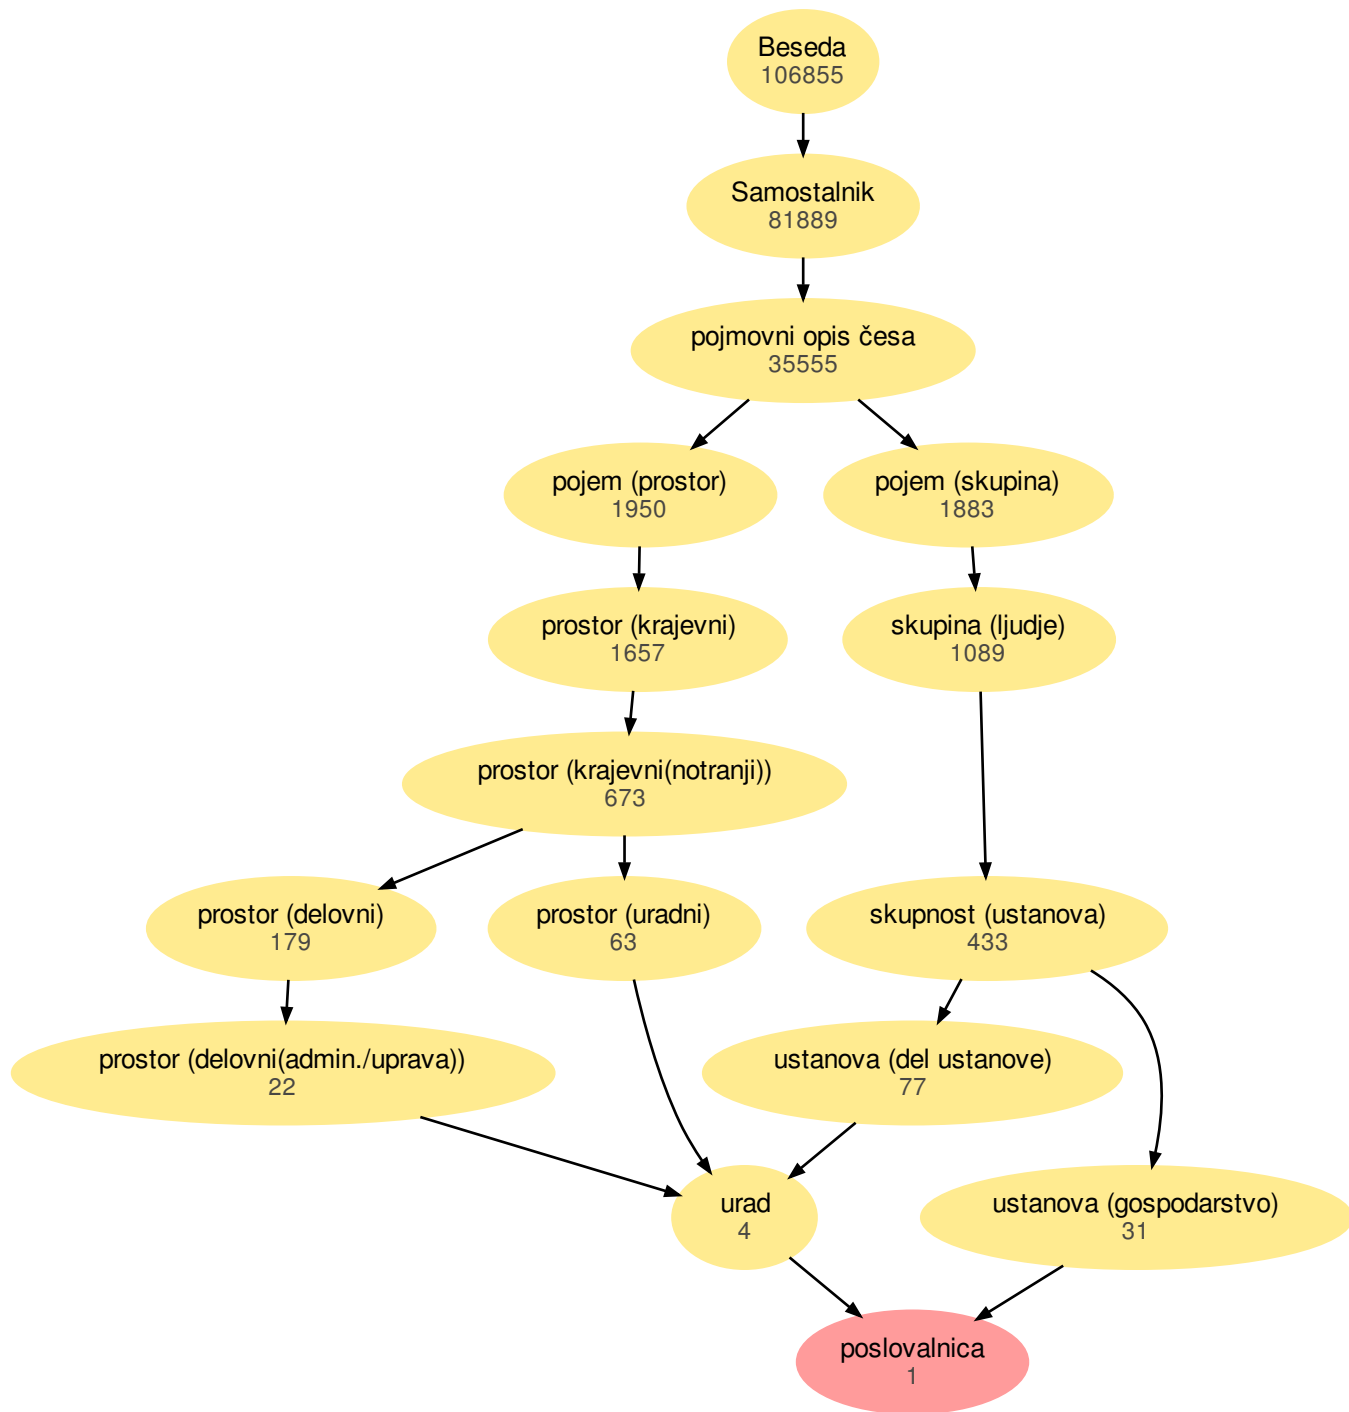 Beseda
106855
Samostalnik
81889
pojmovni opis česa
35555
pojem (prostor)
1950
pojem (skupina)
1883
prostor (krajevni)
1657
skupina (ljudje)
1089
prostor (krajevni(notranji))
673
prostor (delovni)
179
prostor (uradni)
63
skupnost (ustanova)
433
prostor (delovni(admin./uprava))
22
ustanova (del ustanove)
77
urad
4
ustanova (gospodarstvo)
31
poslovalnica
1